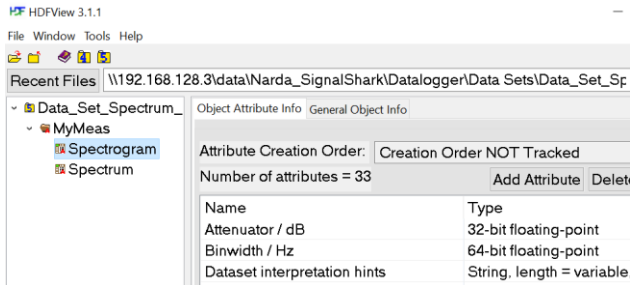 HDFView 3.1.1
File Window Tools Help
Recent Files \\192.168.128.3\data\Narda_SignalShark\Datalogger\Data Sets\Data_Set_Sp
Data_Set_Spectrum_
MyMeas
Spectrogram
Spectrum
Object Attribute Info General Object Info
Attribute Creation Order: Creation Order NOT Tracked
Number of attributes = 33 Add Attribute Delete
Name Type
Attenuator / dB 32-bit floating-point
Binwidth / Hz 64-bit floating-point
Dataset interpretation hints String, length = variable